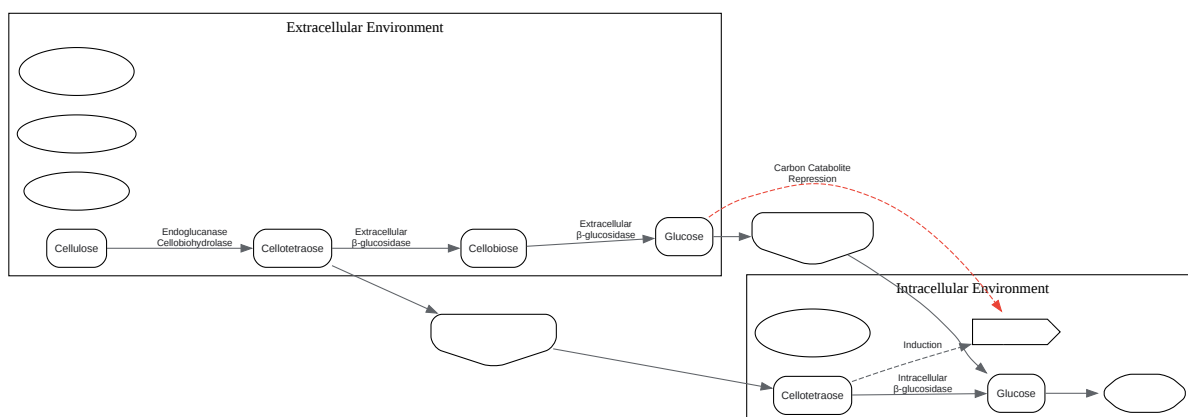 Extracellular Environment
Carbon Catabolite
Repression
Endoglucanase
Cellobiohydrolase
Extracellular
β-glucosidase
Extracellular
β-glucosidase
Cellulose
Cellotetraose
Cellobiose
Glucose
Intracellular Environment
Induction
Intracellular
β-glucosidase
Cellotetraose
Glucose